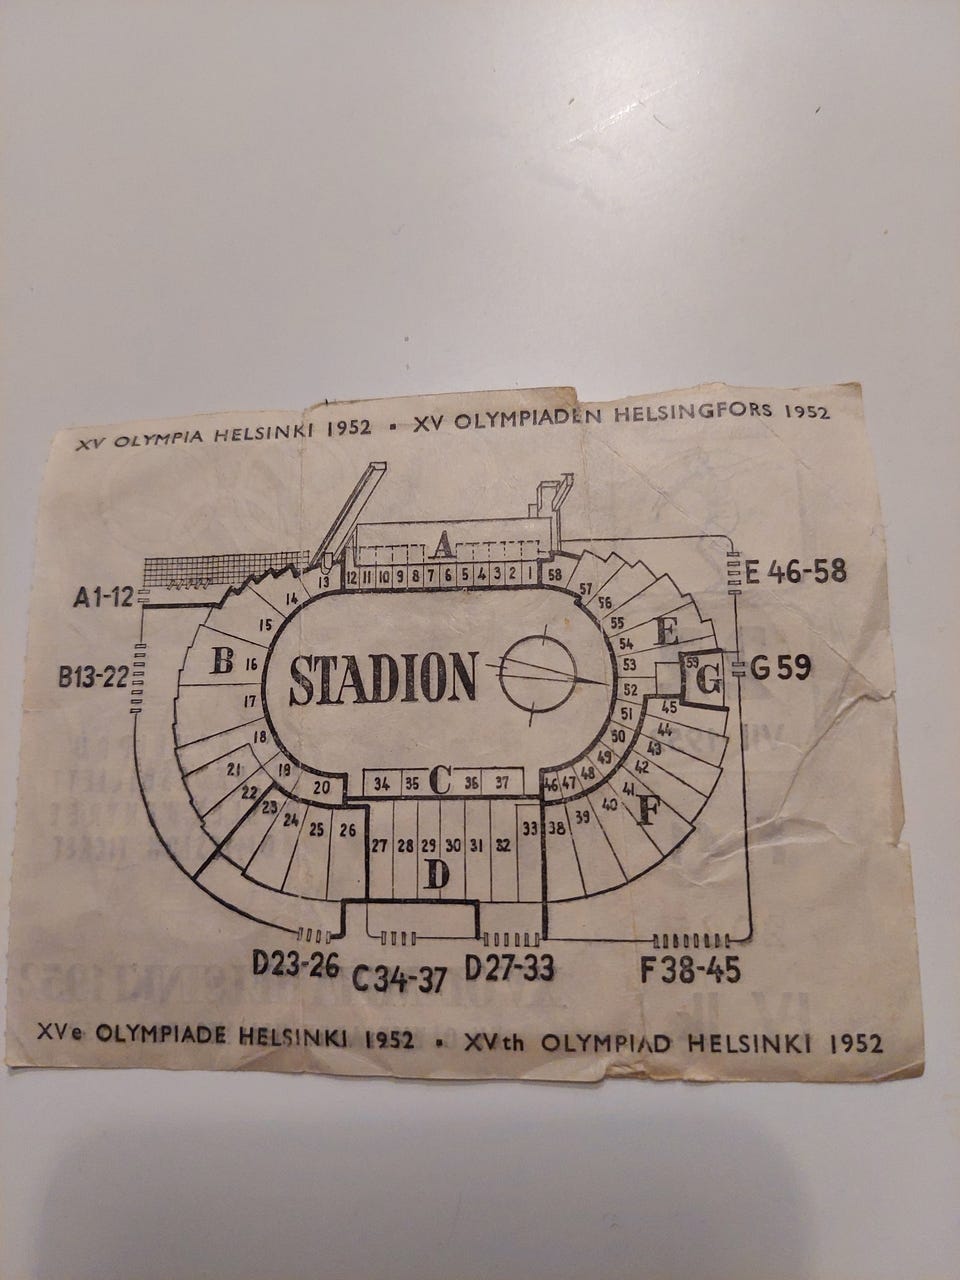 XV OLYMPIA HELSINKI 1952 • XV OLYMPIADEN HELSINGFORS 1952
A
12 11 10 9 8 7 6 5 4 3 2 1
13
58
57
56
14
A1-12
E 46-58
15
55
54
E
B
16
STADION
53
59
G
G 59
B13-22
52
17
51
45
18
50
44
49
43
21
19
48
42
22
20
34 35 C 36 37
46 47
41
23
40
F
24
39
25
26
27 28 29 30 31 32 33 38
D
D23-26
C34-37
D27-33
F38-45
XVe OLYMPIADE HELSINKI 1952 • XVth OLYMPIAD HELSINKI 1952